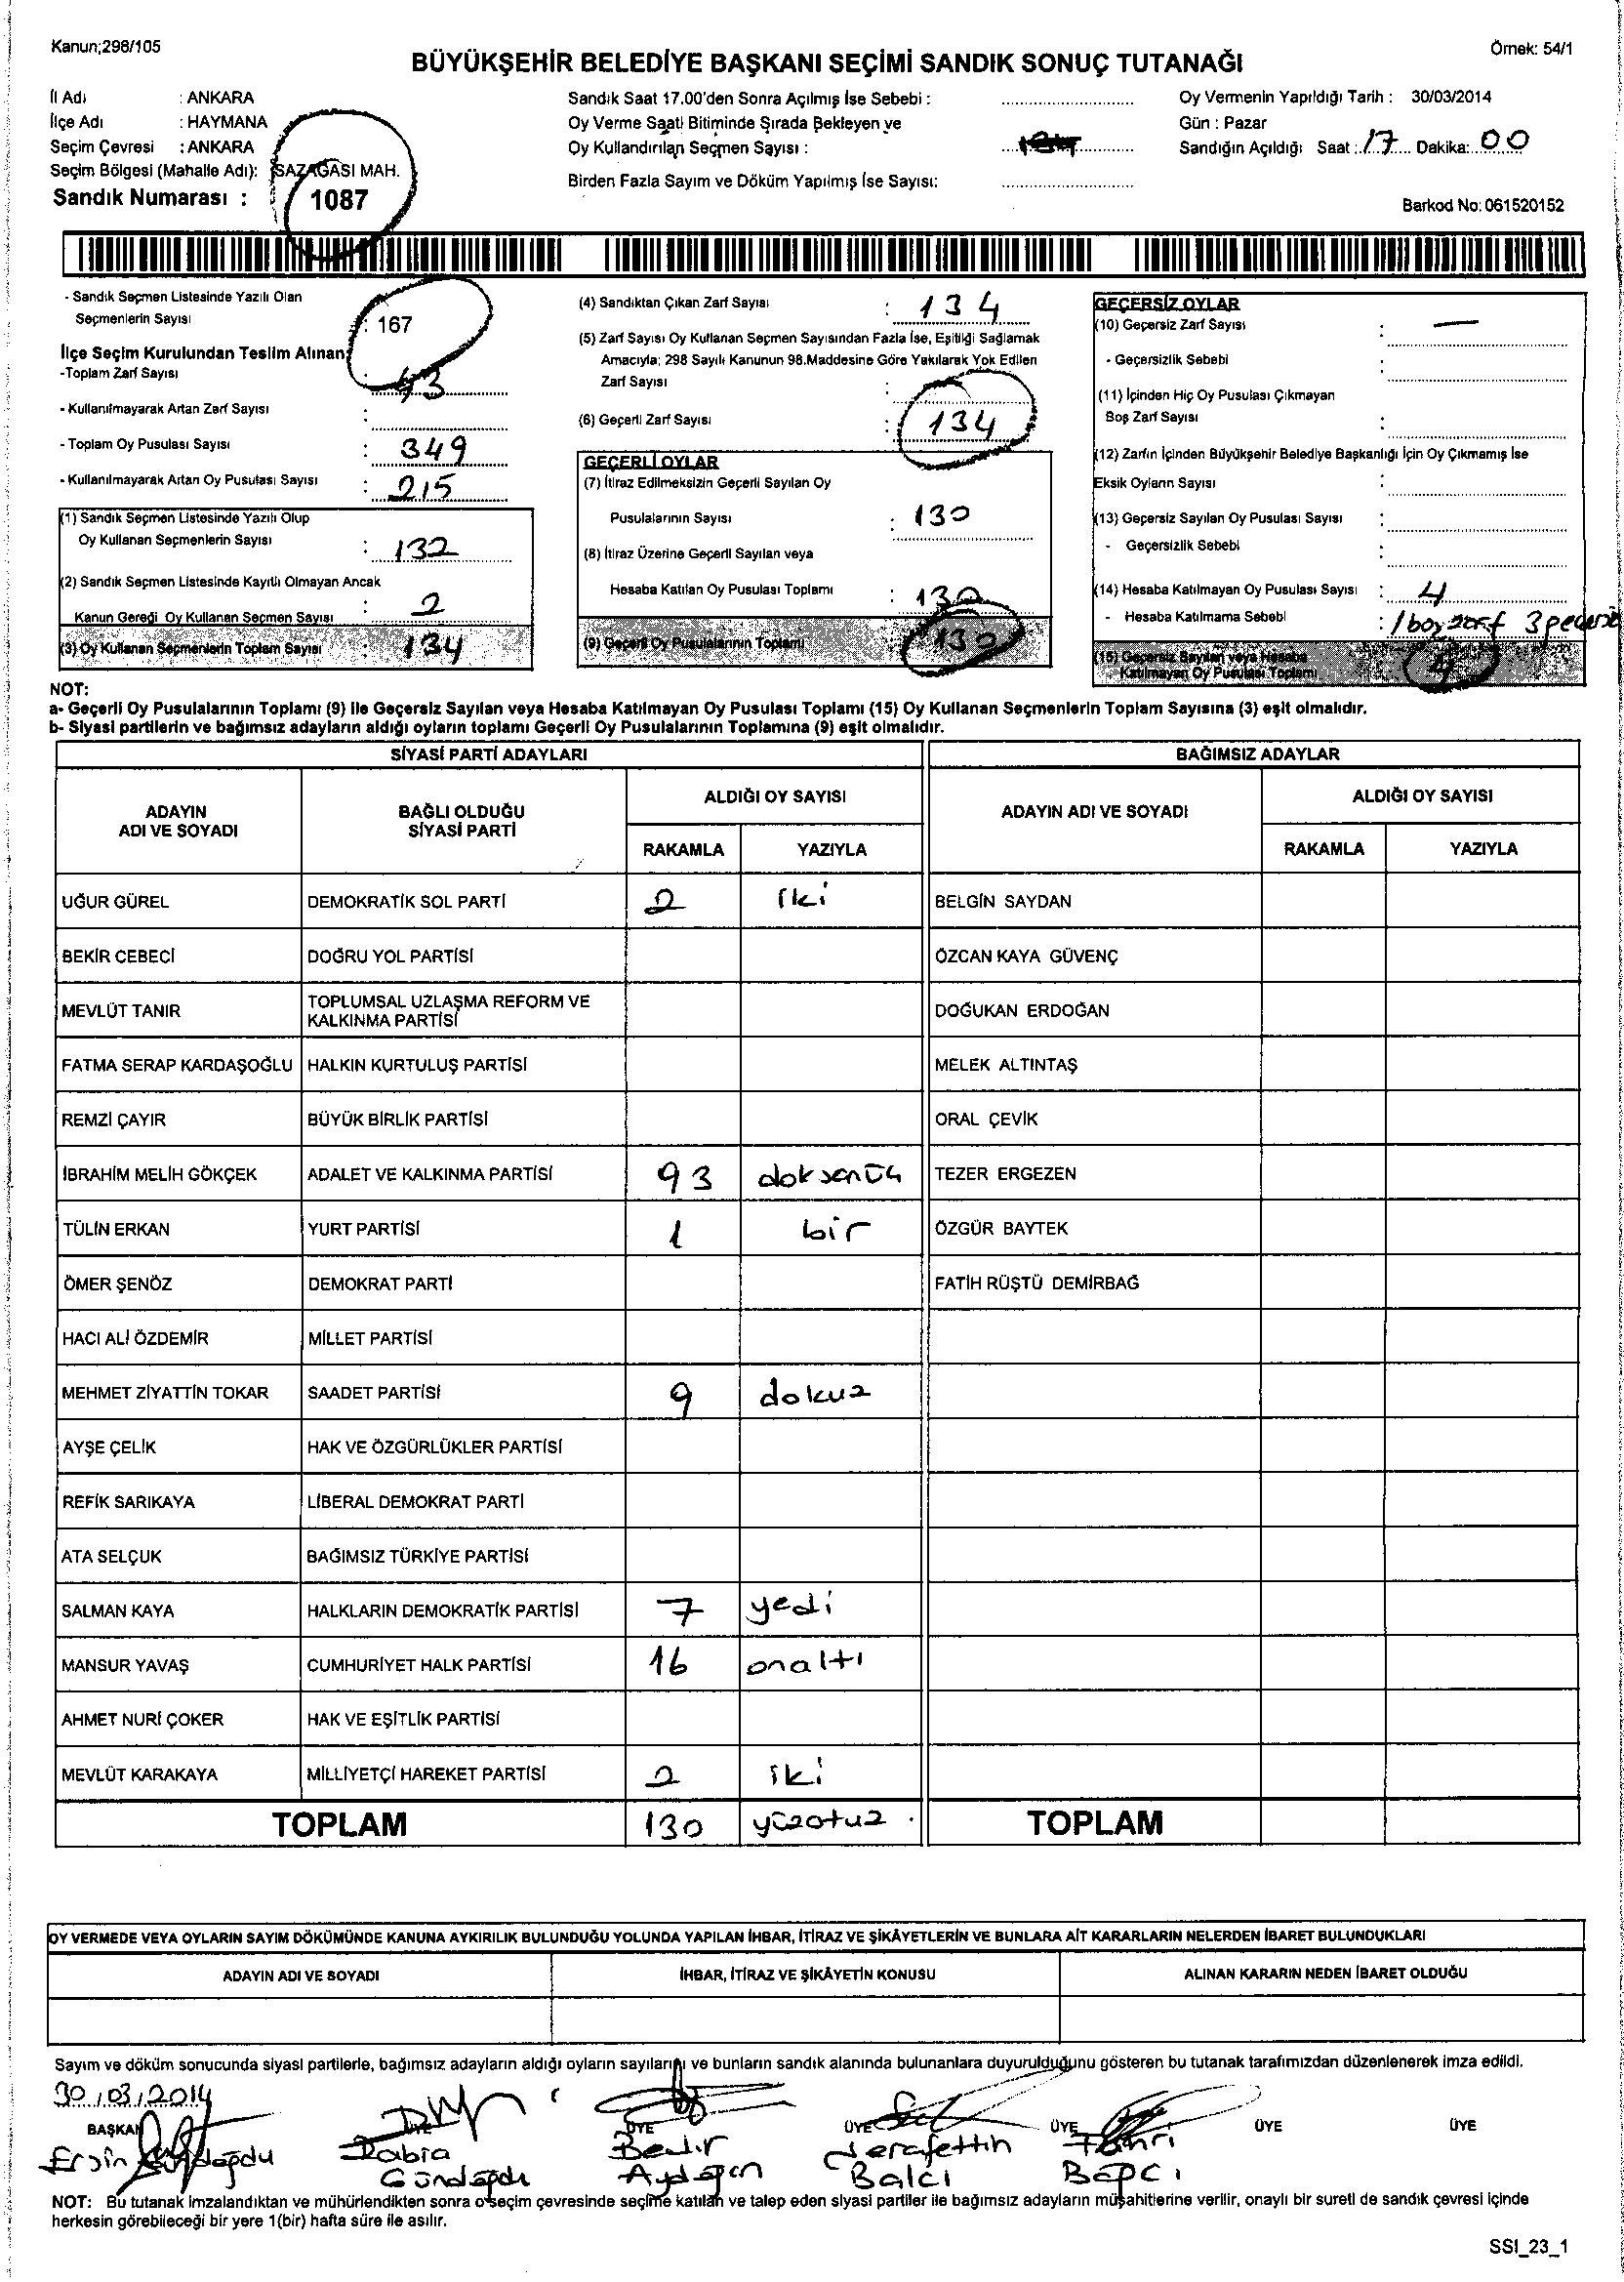 Kanun;298/105
Örnek: 54/1
BÜYÜKŞEHİR BELEDİYE BAŞKANI SEÇİMİ SANDIK SONUÇ TUTANAĞI
İl Adı : ANKARA
İlçe Adı : HAYMANA
Seçim Çevresi : ANKARA
Seçim Bölgesi (Mahalle Adı): SAZAĞASI MAH.
Sandık Numarası : 1087
Sandık Saat 17.00'den Sonra Açılmış İse Sebebi :
Oy Verme Saati Bitiminde Sırada Bekleyen ve
Oy Kullandırılan Seçmen Sayısı :
Birden Fazla Sayım ve Döküm Yapılmış İse Sayısı:
Oy Vermenin Yapıldığı Tarih : 30/03/2014
Gün : Pazar
Sandığın Açıldığı Saat : 17 Dakika: 00
Barkod No: 061520152
- Sandık Seçmen Listesinde Yazılı Olan
Seçmenlerin Sayısı : 167
İlçe Seçim Kurulundan Teslim Alınan
-Toplam Zarf Sayısı :
- Kullanılmayarak Artan Zarf Sayısı :
- Toplam Oy Pusulası Sayısı : 349
- Kullanılmayarak Artan Oy Pusulası Sayısı : 215
(1) Sandık Seçmen Listesinde Yazılı Olup
Oy Kullanan Seçmenlerin Sayısı : 132
(2) Sandık Seçmen Listesinde Kayıtlı Olmayan Ancak
Kanun Gereği Oy Kullanan Seçmen Sayısı : 2
(3) Oy Kullanan Seçmenlerin Toplam Sayısı : 134
(4) Sandıktan Çıkan Zarf Sayısı : 134
(5) Zarf Sayısı Oy Kullanan Seçmen Sayısından Fazla İse, Eşitliği Sağlamak
Amacıyla; 298 Sayılı Kanunun 98.Maddesine Göre Yakılarak Yok Edilen
Zarf Sayısı :
(6) Geçerli Zarf Sayısı : 134
GEÇERLİ OYLAR
(7) İtiraz Edilmeksizin Geçerli Sayılan Oy
Pusulalarının Sayısı : 130
(8) İtiraz Üzerine Geçerli Sayılan veya
Hesaba Katılan Oy Pusulası Toplamı : 130
(9) Geçerli Oy Pusulalarının Toplamı : 130
GEÇERSİZ OYLAR
(10) Geçersiz Zarf Sayısı : —
- Geçersizlik Sebebi :
(11) İçinden Hiç Oy Pusulası Çıkmayan
Boş Zarf Sayısı :
(12) Zarfın İçinden Büyükşehir Belediye Başkanlığı İçin Oy Çıkmamış İse
Eksik Oyların Sayısı :
(13) Geçersiz Sayılan Oy Pusulası Sayısı :
- Geçersizlik Sebebi :
(14) Hesaba Katılmayan Oy Pusulası Sayısı : 4
- Hesaba Katılmama Sebebi : 1 boş zarf 3
(15) Geçersiz Sayılan veya Hesaba
Katılmayan Oy Pusulası Toplamı 4
NOT:
a- Geçerli Oy Pusulalarının Toplamı (9) ile Geçersiz Sayılan veya Hesaba Katılmayan Oy Pusulası Toplamı (15) Oy Kullanan Seçmenlerin Toplam Sayısına (3) eşit olmalıdır.
b- Siyasi partilerin ve bağımsız adayların aldığı oyların toplamı Geçerli Oy Pusulalarının Toplamına (9) eşit olmalıdır.
SİYASİ PARTİ ADAYLARI BAĞIMSIZ ADAYLAR
ADAYIN
ADI VE SOYADI
BAĞLI OLDUĞU
SİYASİ PARTİ
ALDIĞI OY SAYISI
RAKAMLA YAZIYLA
ADAYIN ADI VE SOYADI
ALDIĞI OY SAYISI
RAKAMLA YAZIYLA
UĞUR GÜREL DEMOKRATİK SOL PARTİ 2 iki BELGİN SAYDAN
BEKİR CEBECİ DOĞRU YOL PARTİSİ ÖZCAN KAYA GÜVENÇ
MEVLÜT TANIR TOPLUMSAL UZLAŞMA REFORM VE
KALKINMA PARTİSİ DOĞUKAN ERDOĞAN
FATMA SERAP KARDAŞOĞLU HALKIN KURTULUŞ PARTİSİ MELEK ALTINTAŞ
REMZİ ÇAYIR BÜYÜK BİRLİK PARTİSİ ORAL ÇEVİK
İBRAHİM MELİH GÖKÇEK ADALET VE KALKINMA PARTİSİ 93 doksanüç TEZER ERGEZEN
TÜLİN ERKAN YURT PARTİSİ 1 bir ÖZGÜR BAYTEK
ÖMER ŞENÖZ DEMOKRAT PARTİ FATİH RÜŞTÜ DEMİRBAĞ
HACI ALİ ÖZDEMİR MİLLET PARTİSİ
MEHMET ZİYATTİN TOKAR SAADET PARTİSİ 9 dokuz
AYŞE ÇELİK HAK VE ÖZGÜRLÜKLER PARTİSİ
REFİK SARIKAYA LİBERAL DEMOKRAT PARTİ
ATA SELÇUK BAĞIMSIZ TÜRKİYE PARTİSİ
SALMAN KAYA HALKLARIN DEMOKRATİK PARTİSİ 7 yedi
MANSUR YAVAŞ CUMHURİYET HALK PARTİSİ 16 onaltı
AHMET NURİ ÇOKER HAK VE EŞİTLİK PARTİSİ
MEVLÜT KARAKAYA MİLLİYETÇİ HAREKET PARTİSİ 2 iki
TOPLAM 130 yüzotuz TOPLAM
OY VERMEDE VEYA OYLARIN SAYIM DÖKÜMÜNDE KANUNA AYKIRILIK BULUNDUĞU YOLUNDA YAPILAN İHBAR, İTİRAZ VE ŞİKÂYETLERİN VE BUNLARA AİT KARARLARIN NELERDEN İBARET BULUNDUKLARI
ADAYIN ADI VE SOYADI İHBAR, İTİRAZ VE ŞİKÂYETİN KONUSU ALINAN KARARIN NEDEN İBARET OLDUĞU
Sayım ve döküm sonucunda siyasi partilerle, bağımsız adayların aldığı oyların sayılarını ve bunların sandık alanında bulunanlara duyurulduğunu gösteren bu tutanak tarafımızdan düzenlenerek imza edildi.
30/03/2014
BAŞKAN ÜYE ÜYE ÜYE ÜYE ÜYE ÜYE
Ersin Rabia Bekir Şerafettin Fahri
Gündoğdu Aydoğan Balcı Bağcı
NOT: Bu tutanak imzalandıktan ve mühürlendikten sonra o seçim çevresinde seçime katılan ve talep eden siyasi partiler ile bağımsız adayların müşahitlerine verilir, onaylı bir sureti de sandık çevresi içinde
herkesin görebileceği bir yere 1(bir) hafta süre ile asılır.
SSI_23_1